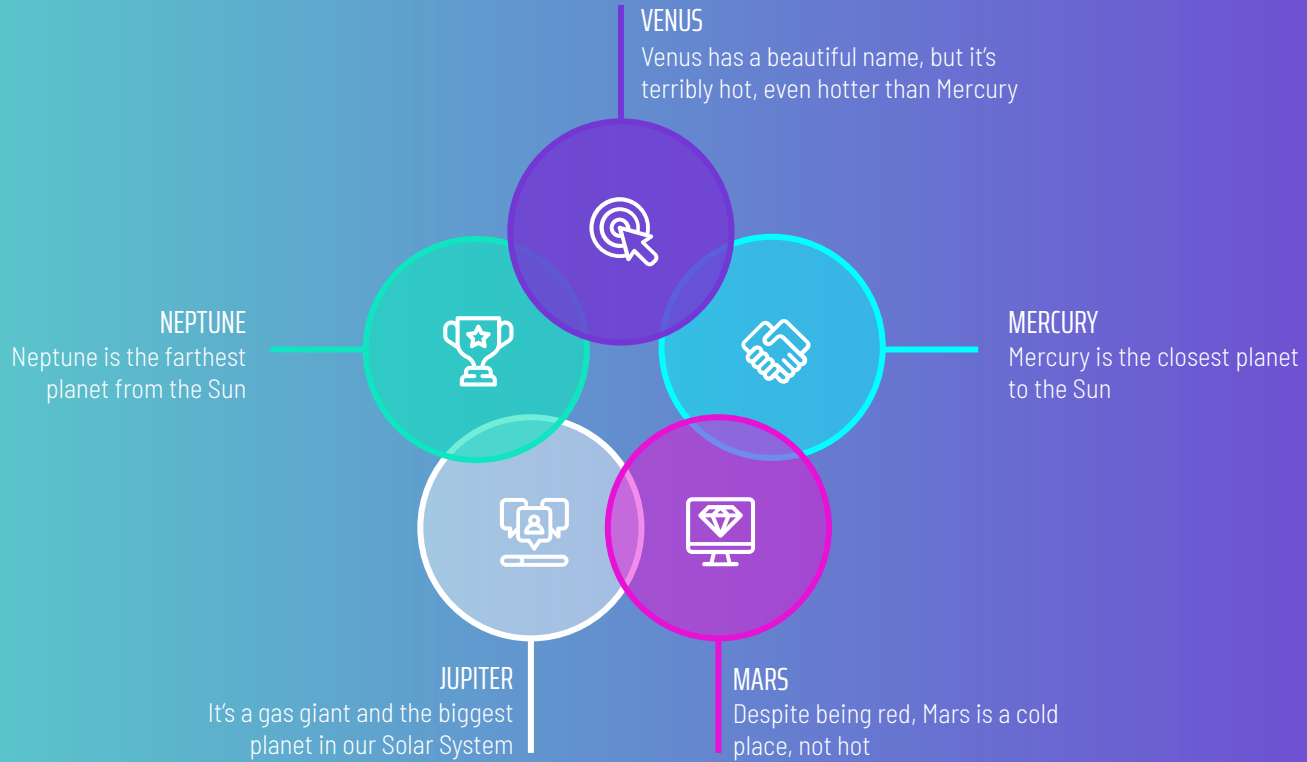 VENUS
Venus has a beautiful name, but it’s
terribly hot, even hotter than Mercury
NEPTUNE
Neptune is the farthest
planet from the Sun
MERCURY
Mercury is the closest planet
to the Sun
JUPITER
It’s a gas giant and the biggest
planet in our Solar System
MARS
Despite being red, Mars is a cold
place, not hot